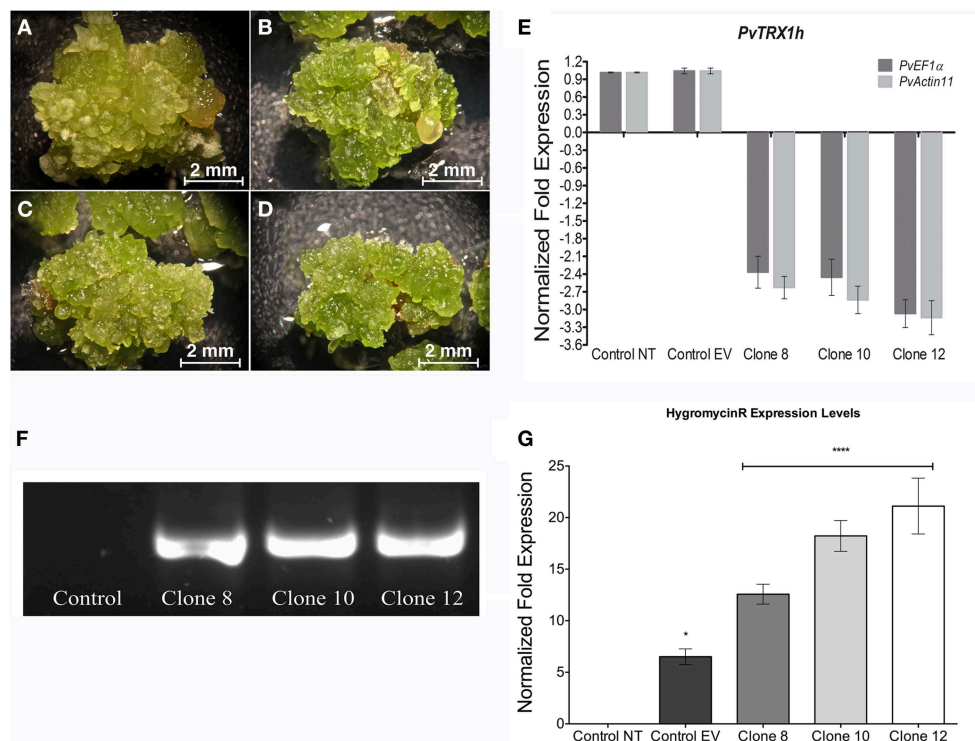 A
2 mm
B
2 mm
C
2 mm
D
2 mm
E
PvTRX1h
PvEF1α
PvActin11
Normalized Fold Expression
1.2
0.9
0.6
0.3
0.0
-0.3
-0.6
-0.9
-1.2
-1.5
-1.8
-2.1
-2.4
-2.7
-3.0
-3.3
-3.6
Control NT Control EV Clone 8 Clone 10 Clone 12
F
Control Clone 8 Clone 10 Clone 12
G
HygromycinR Expression Levels
Normalized Fold Expression
25
20
15
10
5
0
*
****
Control NT Control EV Clone 8 Clone 10 Clone 12